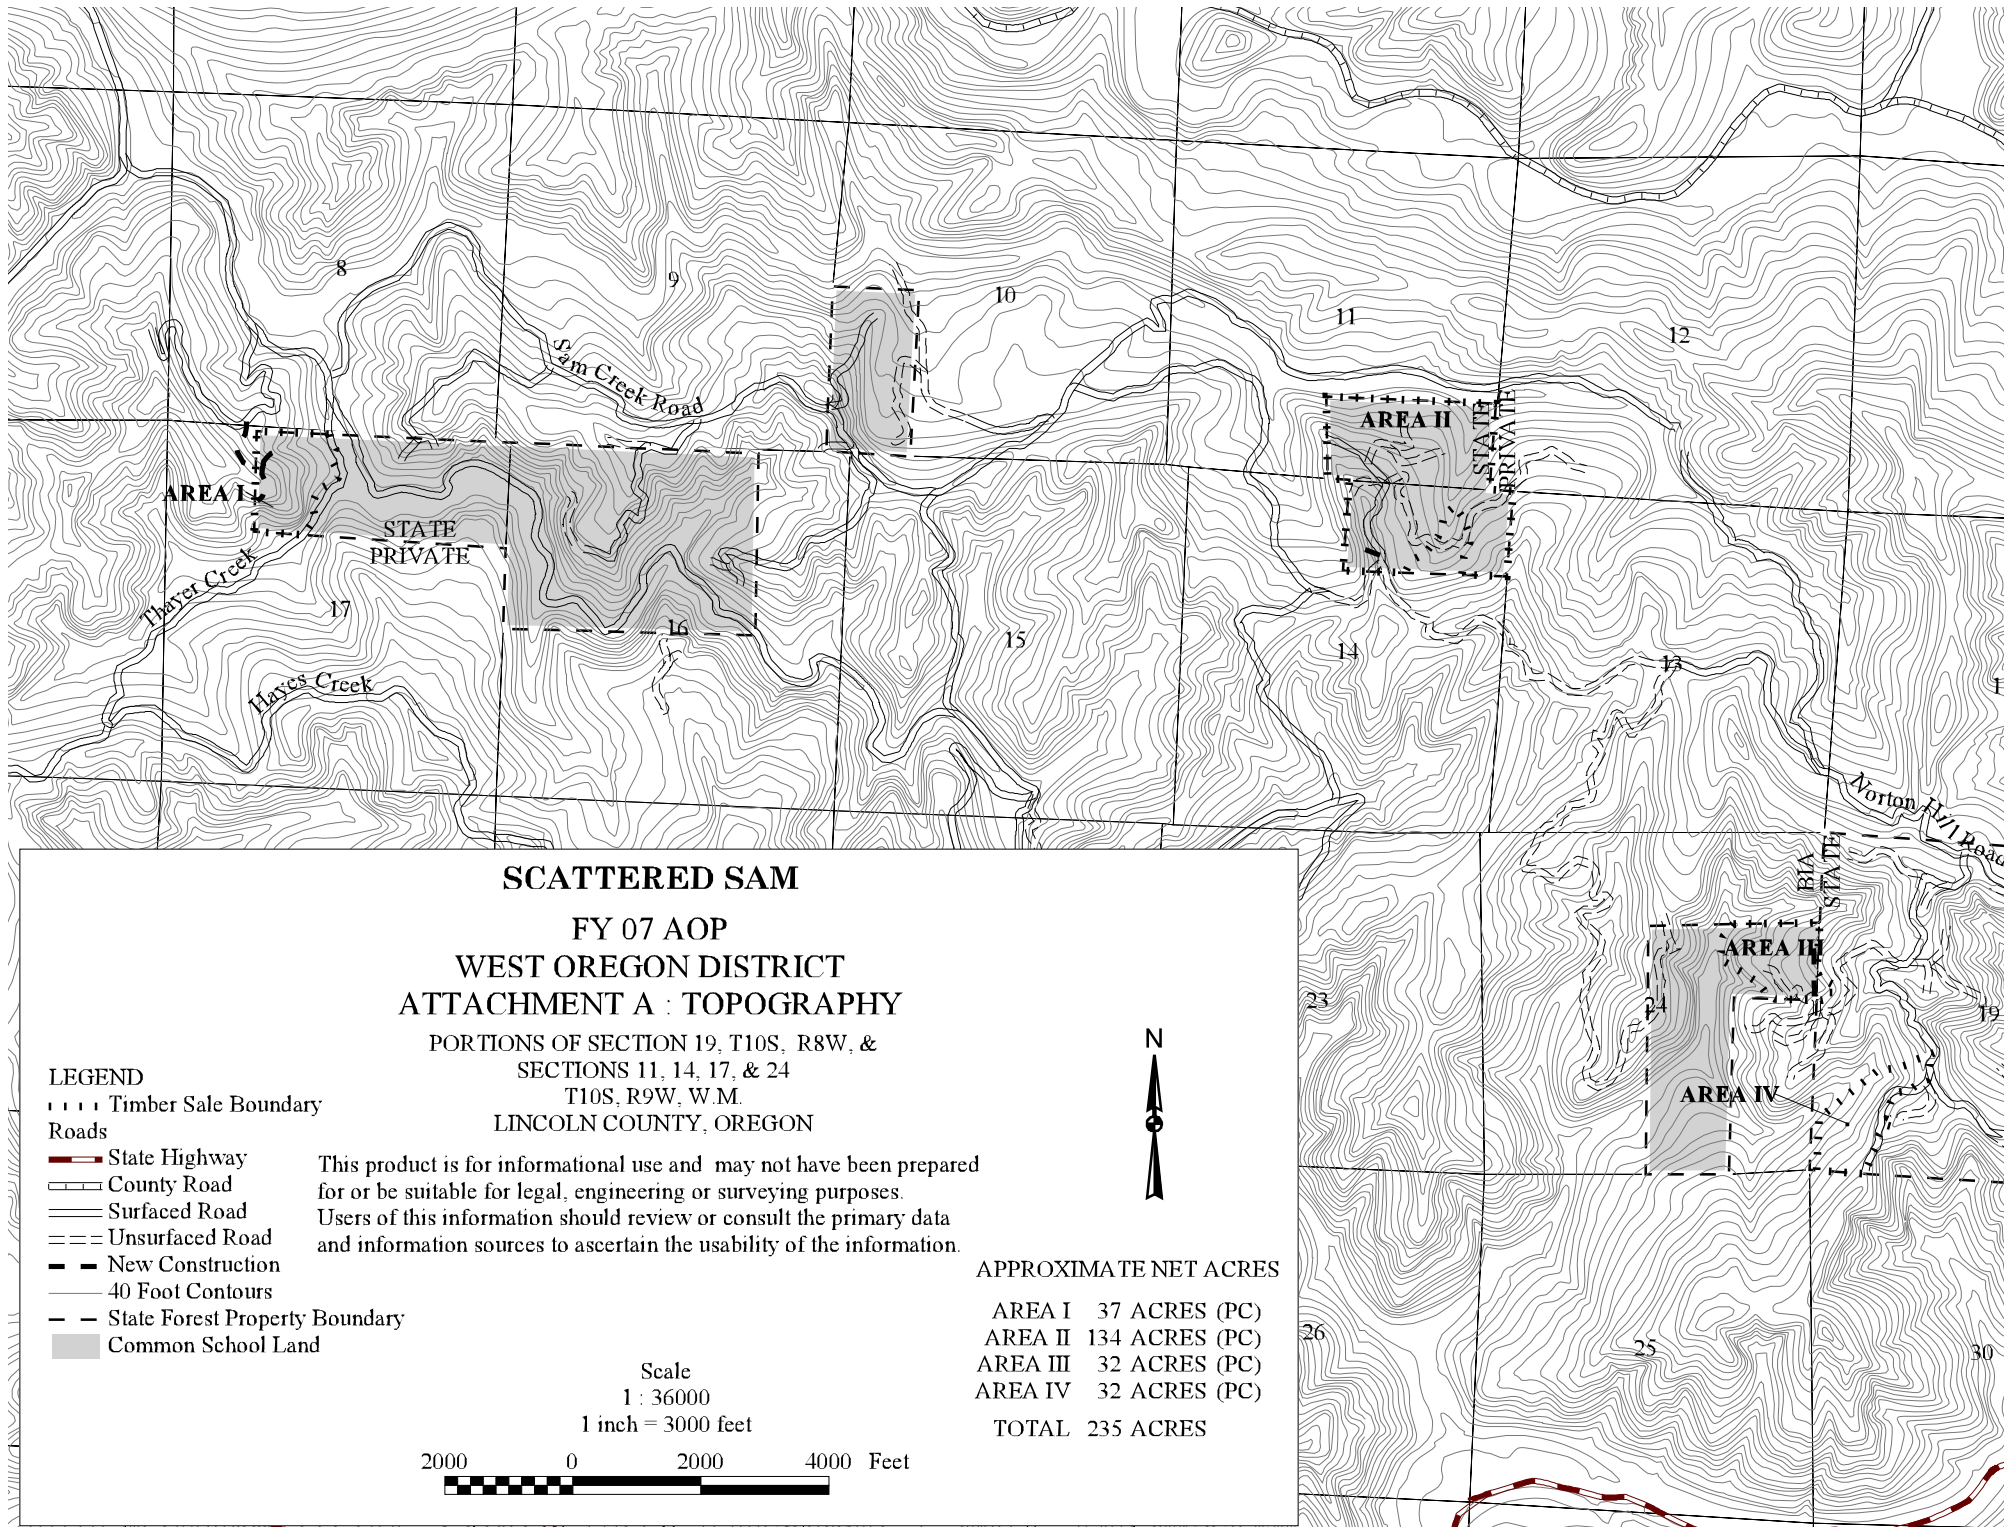 8
9
10
11
12
Sam Creek Road
AREA I
AREA II
STATE
PRIVATE
STATE
PRIVATE
Thayer Creek
17
16
15
14
13
1
Hayes Creek
Norton Hill Road
BIA
STATE
AREA III
23
24
19
AREA IV
26
25
30
SCATTERED SAM
FY 07 AOP
WEST OREGON DISTRICT
ATTACHMENT A : TOPOGRAPHY
PORTIONS OF SECTION 19, T10S, R8W, &
SECTIONS 11, 14, 17, & 24
T10S, R9W, W.M.
LINCOLN COUNTY, OREGON
N
LEGEND
Timber Sale Boundary
Roads
State Highway
County Road
Surfaced Road
Unsurfaced Road
New Construction
40 Foot Contours
State Forest Property Boundary
Common School Land
This product is for informational use and may not have been prepared
for or be suitable for legal, engineering or surveying purposes.
Users of this information should review or consult the primary data
and information sources to ascertain the usability of the information.
APPROXIMATE NET ACRES
AREA I 37 ACRES (PC)
AREA II 134 ACRES (PC)
AREA III 32 ACRES (PC)
AREA IV 32 ACRES (PC)
TOTAL 235 ACRES
Scale
1 : 36000
1 inch = 3000 feet
2000 0 2000 4000 Feet